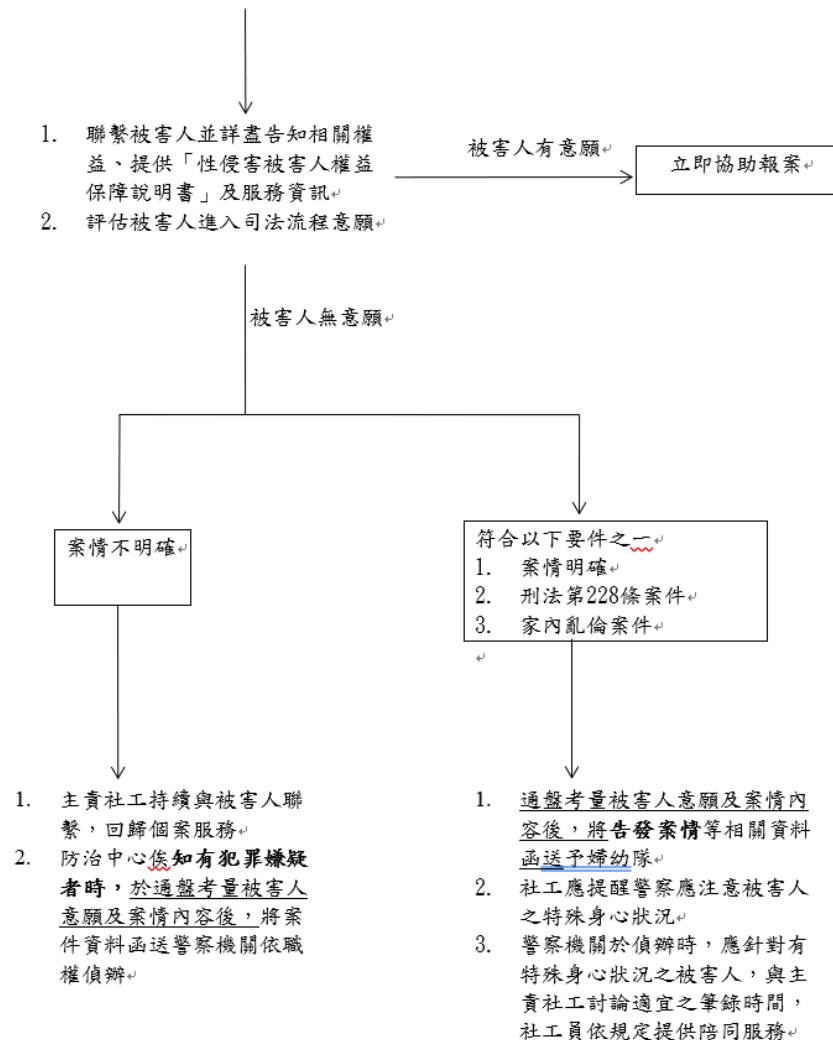 1. 聯繫被害人並詳盡告知相關權
益、提供「性侵害被害人權益
保障說明書」及服務資訊
2. 評估被害人進入司法流程意願
被害人有意願
立即協助報案
被害人無意願
案情不明確
符合以下要件之一
1. 案情明確
2. 刑法第228條案件
3. 家內亂倫案件
1. 主責社工持續與被害人聯
繫，回歸個案服務
2. 防治中心俟知有犯罪嫌疑
者時，於通盤考量被害人
意願及案情內容後，將案
件資料函送警察機關依職
權偵辦
1. 通盤考量被害人意願及案情內
容後，將告發案情等相關資料
函送予婦幼隊
2. 社工應提醒警察應注意被害人
之特殊身心狀況
3. 警察機關於偵辦時，應針對有
特殊身心狀況之被害人，與主
責社工討論適宜之筆錄時間，
社工員依規定提供陪同服務